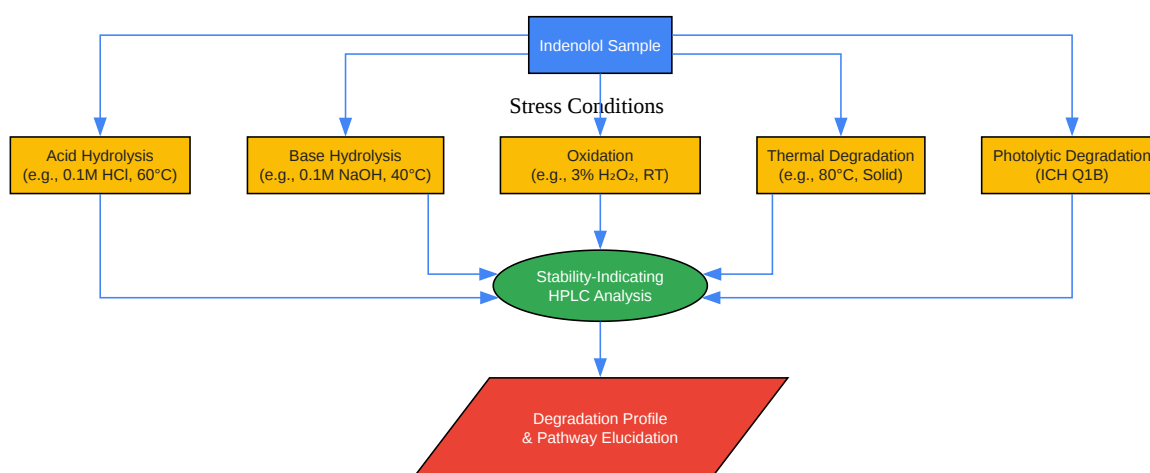 Indenolol Sample
Stress Conditions
Acid Hydrolysis
(e.g., 0.1M HCl, 60°C)
Base Hydrolysis
(e.g., 0.1M NaOH, 40°C)
Oxidation
(e.g., 3% H₂O₂, RT)
Thermal Degradation
(e.g., 80°C, Solid)
Photolytic Degradation
(ICH Q1B)
Stability-Indicating
HPLC Analysis
Degradation Profile
& Pathway Elucidation